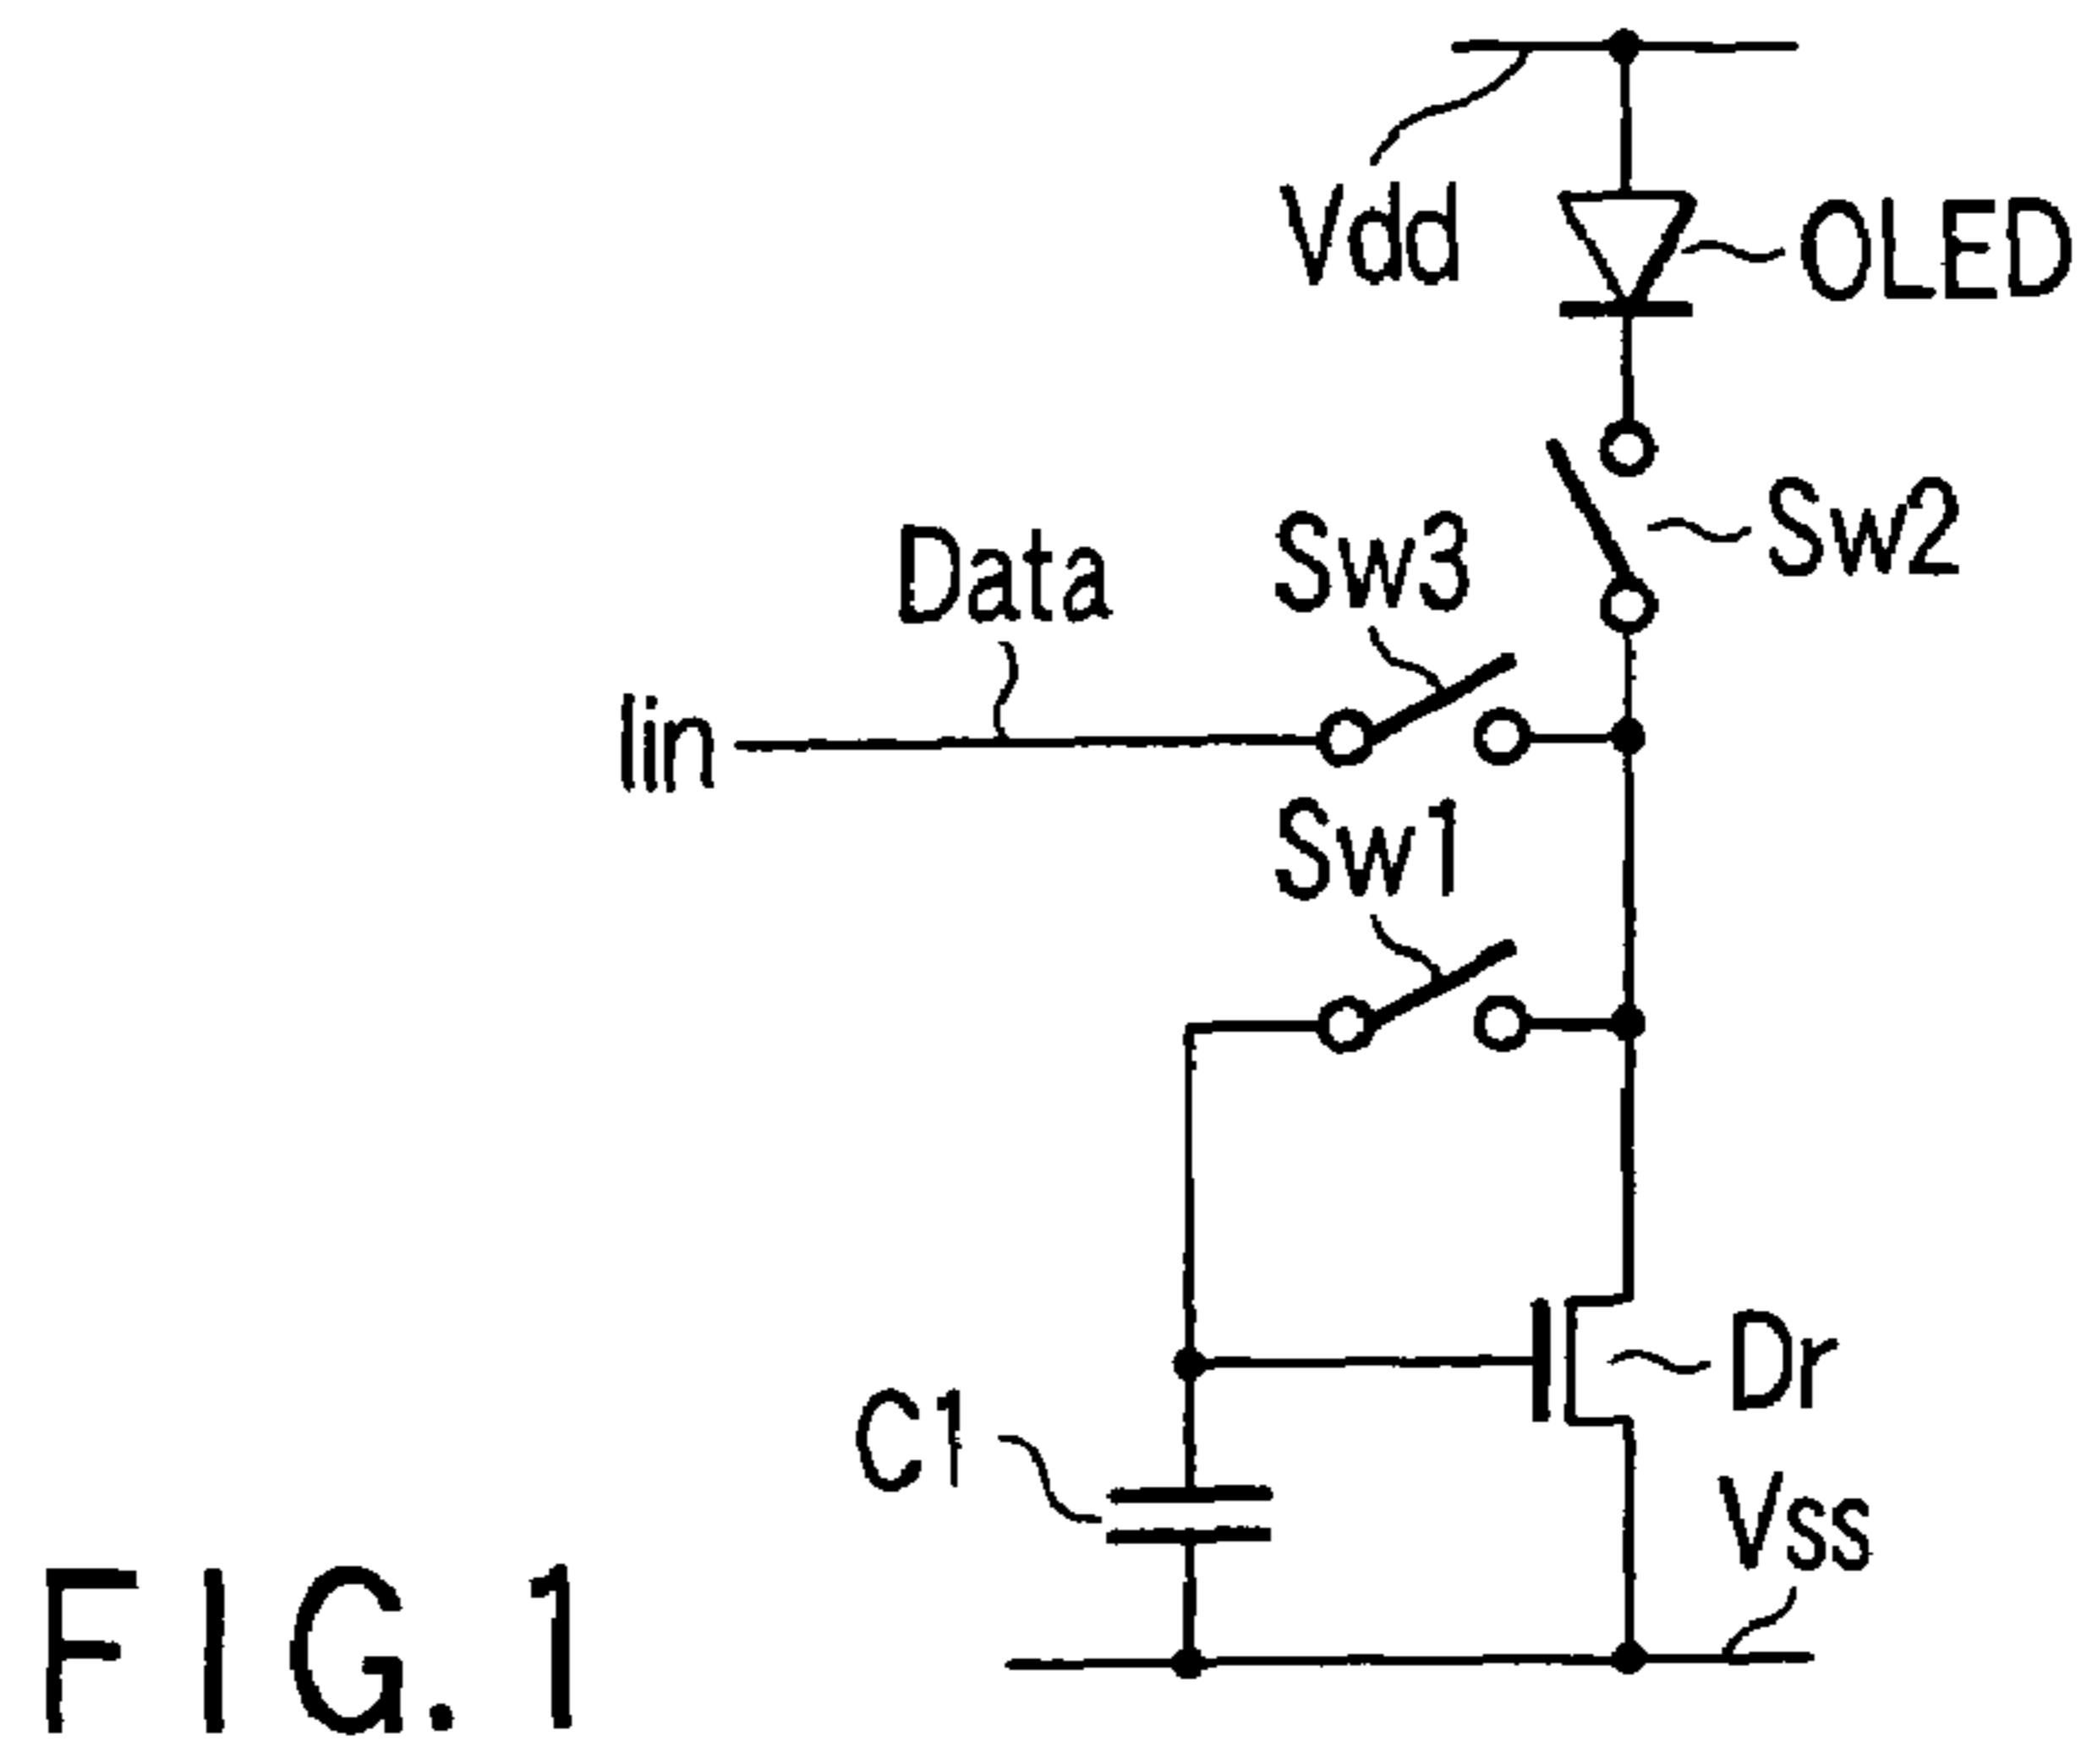 Vdd
OLED
Sw2
Data
Sw3
Iin
Sw1
Dr
C1
Vss
FIG.1